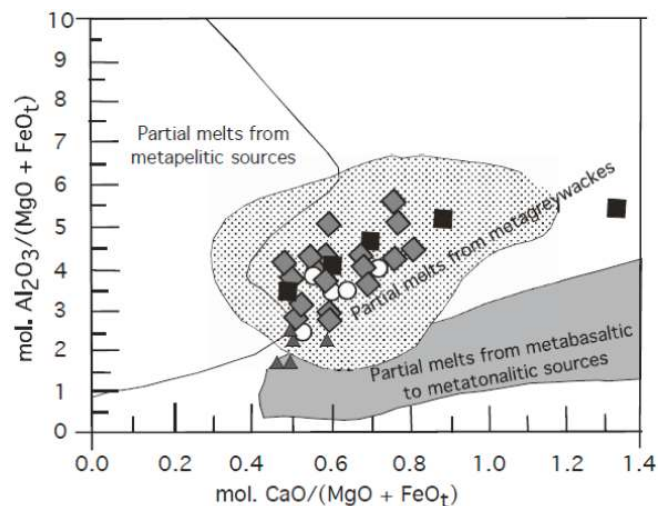 10
9
8
7
6
5
4
3
2
1
0
mol. Al₂O₃/(MgO + FeOₜ)
Partial melts from
metapelitic sources
Partial melts from metagreywackes
Partial melts from metabasaltic
to metatonalitic sources
0.0 0.2 0.4 0.6 0.8 1.0 1.2 1.4
mol. CaO/(MgO + FeOₜ)